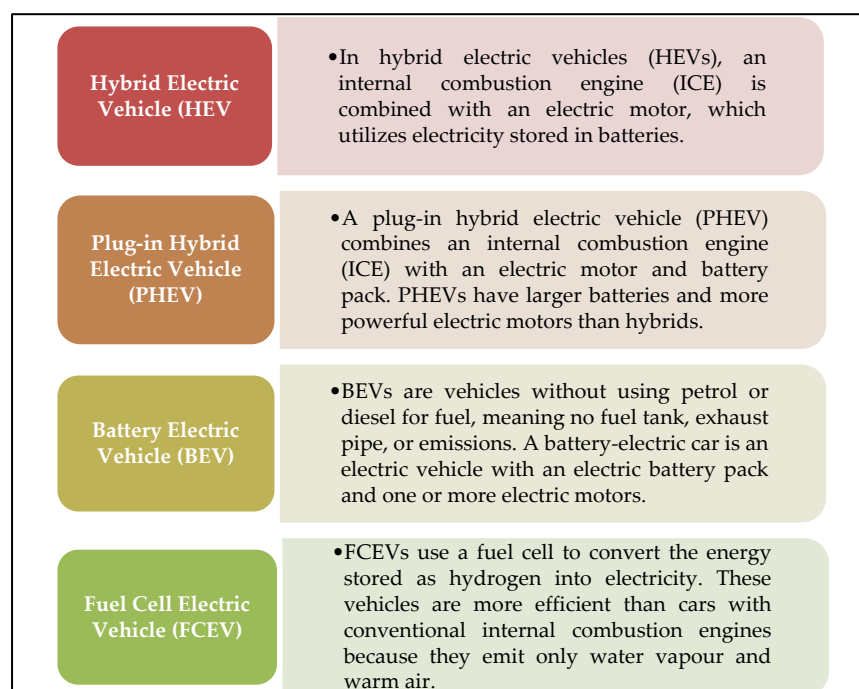 Hybrid Electric
Vehicle (HEV
•In hybrid electric vehicles (HEVs), an
internal combustion engine (ICE) is
combined with an electric motor, which
utilizes electricity stored in batteries.
Plug-in Hybrid
Electric Vehicle
(PHEV)
•A plug-in hybrid electric vehicle (PHEV)
combines an internal combustion engine
(ICE) with an electric motor and battery
pack. PHEVs have larger batteries and more
powerful electric motors than hybrids.
Battery Electric
Vehicle (BEV)
•BEVs are vehicles without using petrol or
diesel for fuel, meaning no fuel tank, exhaust
pipe, or emissions. A battery-electric car is an
electric vehicle with an electric battery pack
and one or more electric motors.
Fuel Cell Electric
Vehicle (FCEV)
•FCEVs use a fuel cell to convert the energy
stored as hydrogen into electricity. These
vehicles are more efficient than cars with
conventional internal combustion engines
because they emit only water vapour and
warm air.